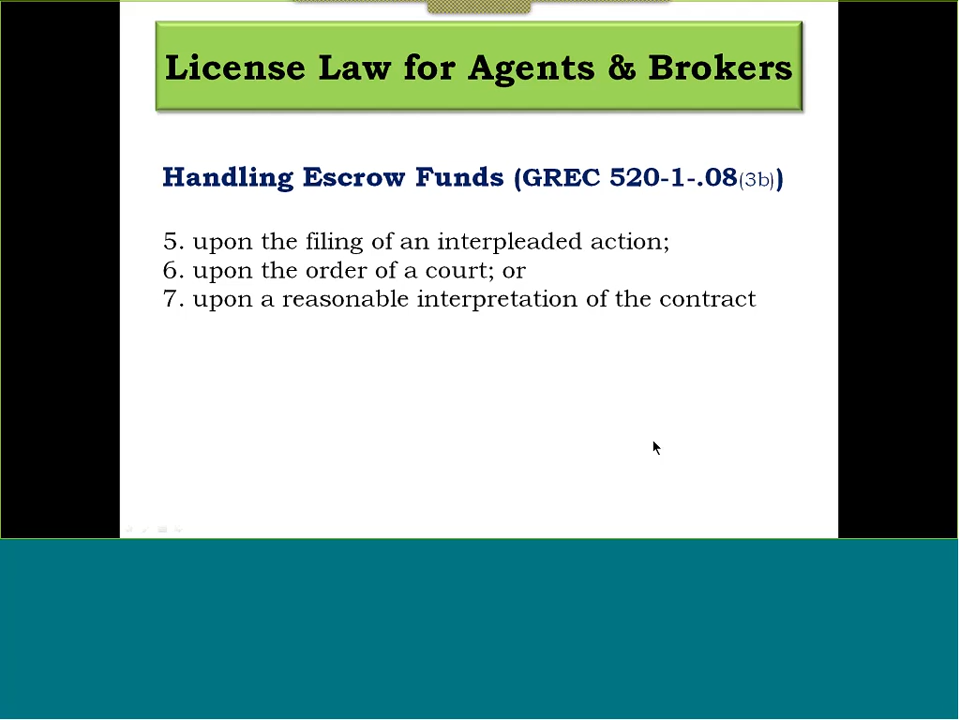 License Law for Agents & Brokers
Handling Escrow Funds (GREC 520-1-.08(3b))
5. upon the filing of an interpleaded action;
6. upon the order of a court; or
7. upon a reasonable interpretation of the contract